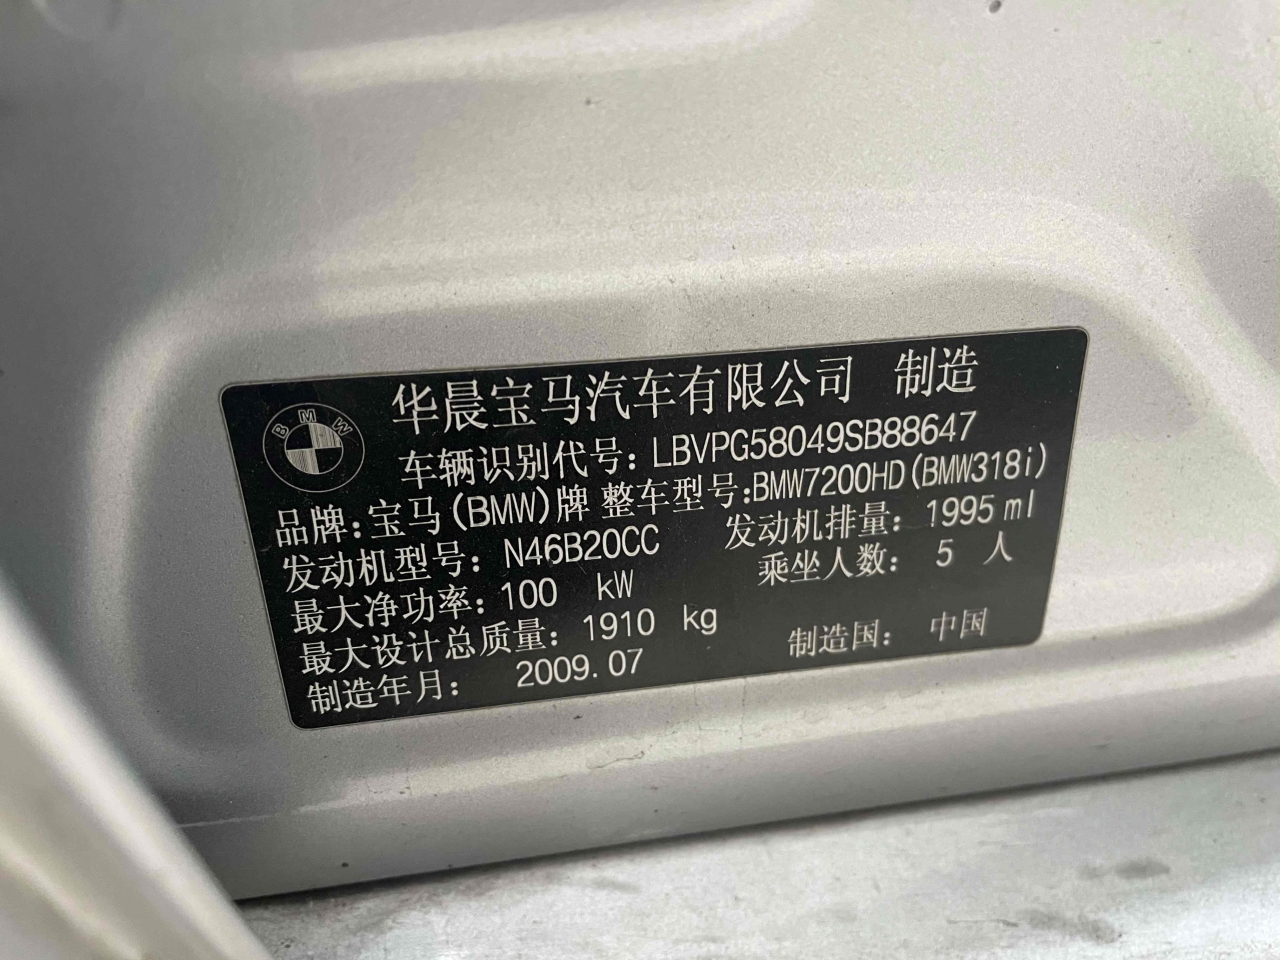 BMW
华晨宝马汽车有限公司 制造
车辆识别代号：LBVPG58049SB88647
品牌：宝马(BMW)牌 整车型号：BMW7200HD(BMW318i)
发动机型号：N46B20CC 发动机排量：1995 ml
最大净功率：100 kW 乘坐人数：5 人
最大设计总质量：1910 kg
制造年月：2009.07 制造国：中国